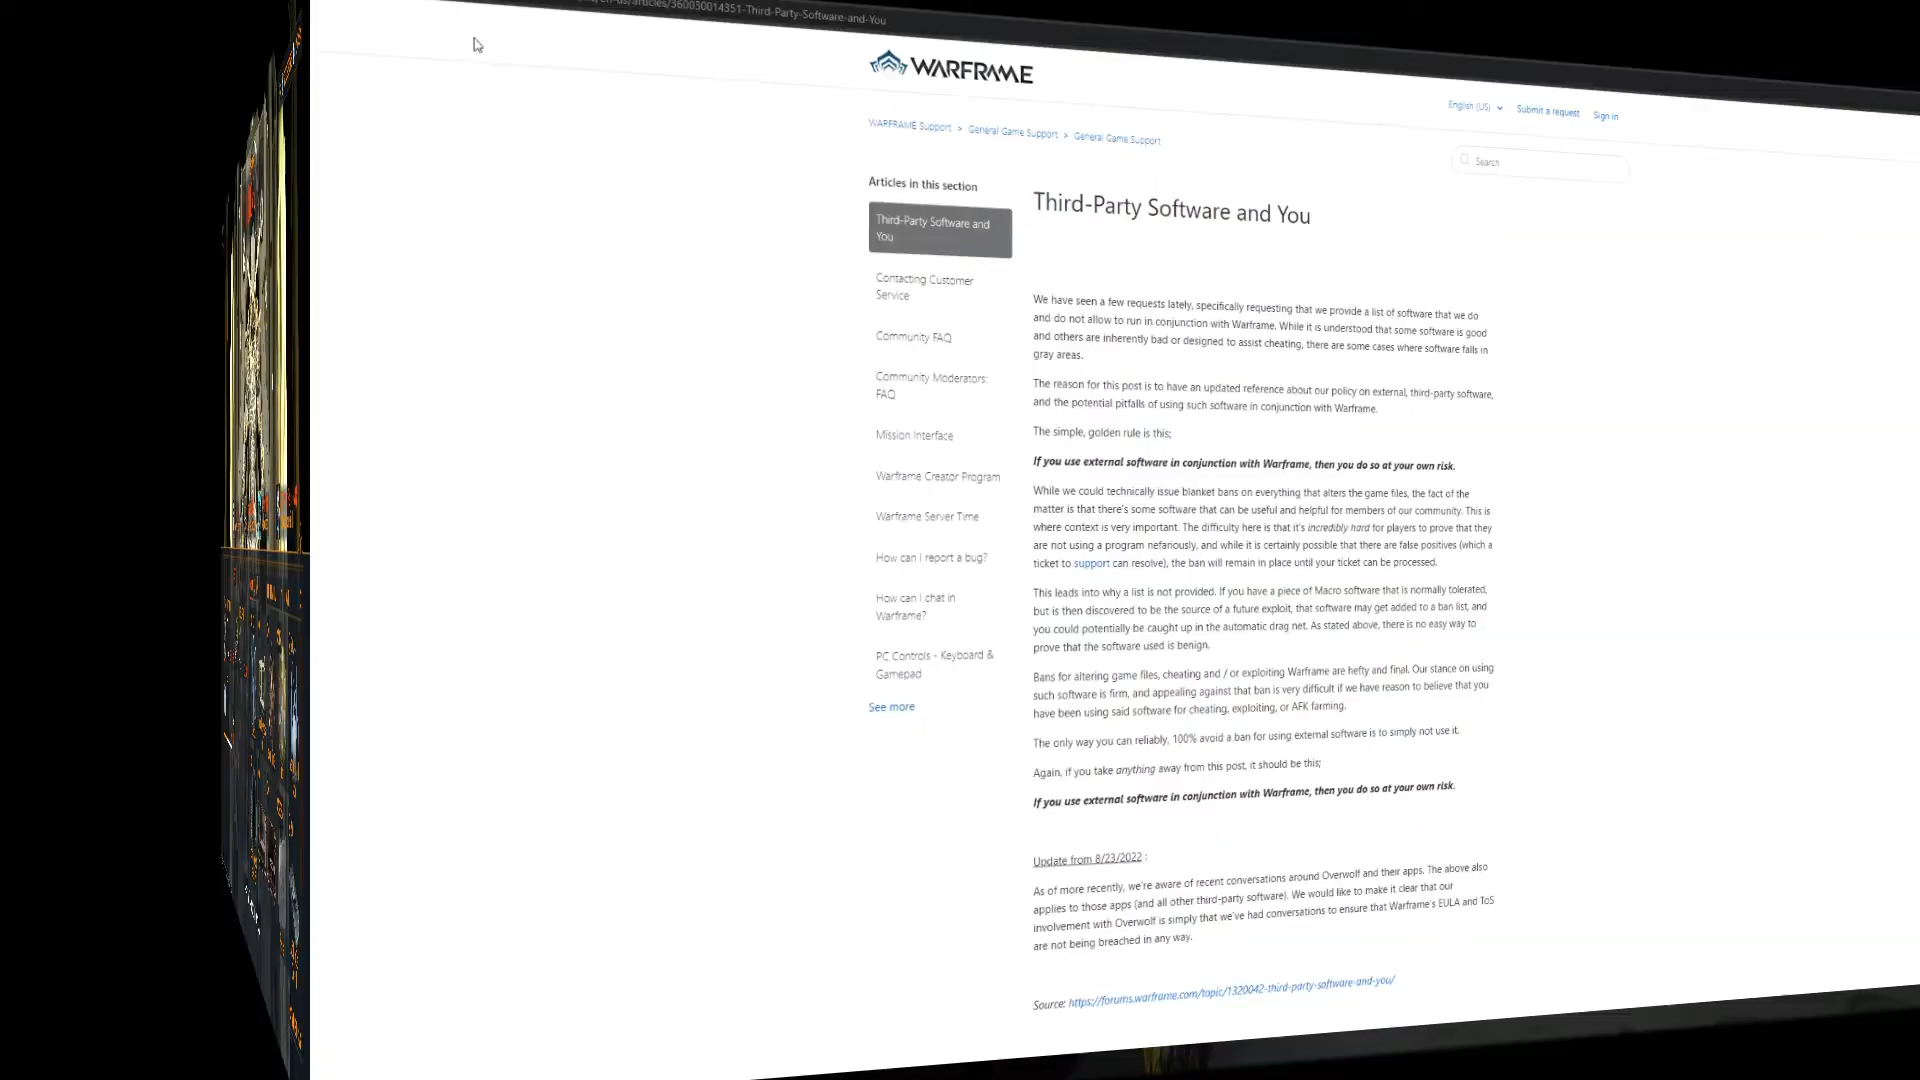 articles/360030014351-Third-Party-Software-and-You
WARFRAME
English (US)
Submit a request
Sign in
WARFRAME Support > General Game Support > General Game Support
Search
Articles in this section
Third-Party Software and
You
Contacting Customer
Service
Community FAQ
Community Moderators:
FAQ
Mission Interface
Warframe Creator Program
Warframe Server Time
How can I report a bug?
How can I chat in
Warframe?
PC Controls - Keyboard &
Gamepad
See more
Third-Party Software and You
We have seen a few requests lately, specifically requesting that we provide a list of software that we do
and do not allow to run in conjunction with Warframe. While it is understood that some software is good
and others are inherently bad or designed to assist cheating, there are some cases where software falls in
gray areas.
The reason for this post is to have an updated reference about our policy on external, third-party software,
and the potential pitfalls of using such software in conjunction with Warframe.
The simple, golden rule is this;
If you use external software in conjunction with Warframe, then you do so at your own risk.
While we could technically issue blanket bans on everything that alters the game files, the fact of the
matter is that there's some software that can be useful and helpful for members of our community. This is
where context is very important. The difficulty here is that it's incredibly hard for players to prove that they
are not using a program nefariously, and while it is certainly possible that there are false positives (which a
ticket to support can resolve), the ban will remain in place until your ticket can be processed.
This leads into why a list is not provided. If you have a piece of Macro software that is normally tolerated,
but is then discovered to be the source of a future exploit, that software may get added to a ban list, and
you could potentially be caught up in the automatic drag net. As stated above, there is no easy way to
prove that the software used is benign.
Bans for altering game files, cheating and / or exploiting Warframe are hefty and final. Our stance on using
such software is firm, and appealing against that ban is very difficult if we have reason to believe that you
have been using said software for cheating, exploiting, or AFK farming.
The only way you can reliably, 100% avoid a ban for using external software is to simply not use it.
Again, if you take anything away from this post, it should be this;
If you use external software in conjunction with Warframe, then you do so at your own risk.
Update from 8/23/2022 :
As of more recently, we're aware of recent conversations around Overwolf and their apps. The above also
applies to those apps (and all other third-party software). We would like to make it clear that our
involvement with Overwolf is simply that we've had conversations to ensure that Warframe's EULA and ToS
are not being breached in any way.
Source: https://forums.warframe.com/topic/1320042-third-party-software-and-you/